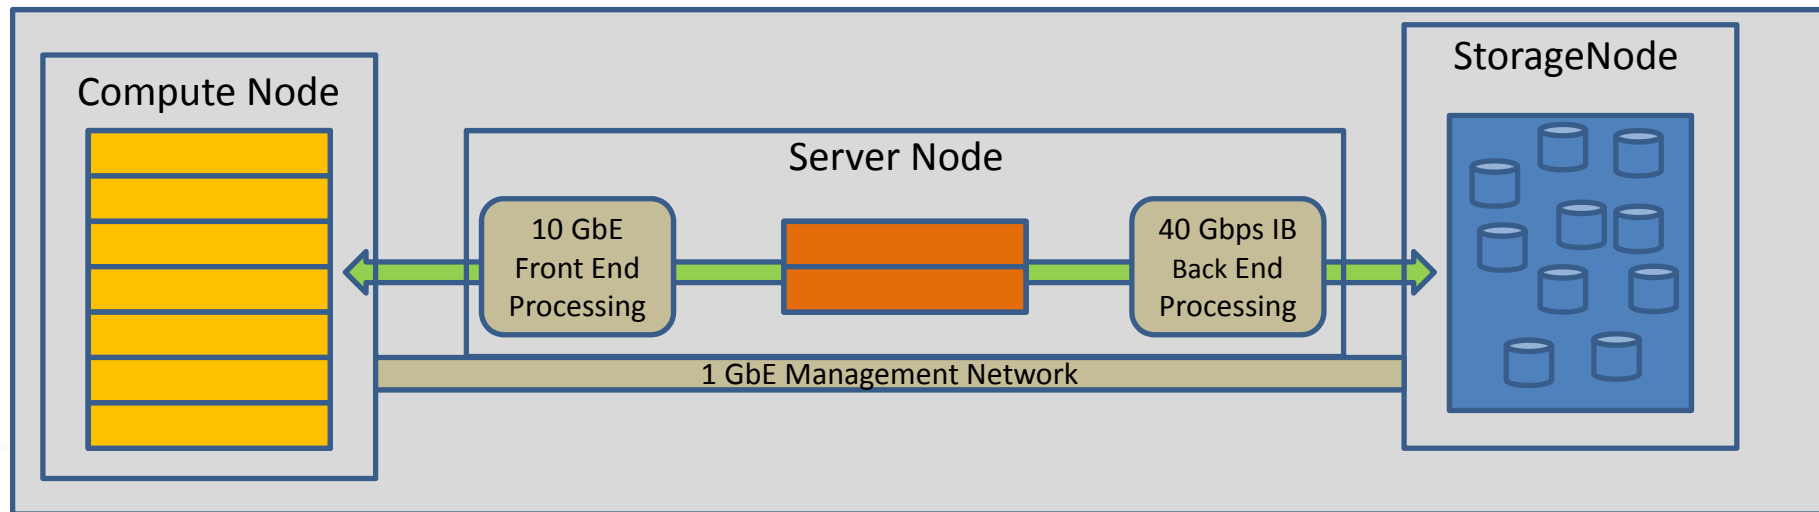 Compute Node
Server Node
StorageNode
10 GbE
Front End
Processing
40 Gbps IB
Back End
Processing
1 GbE Management Network